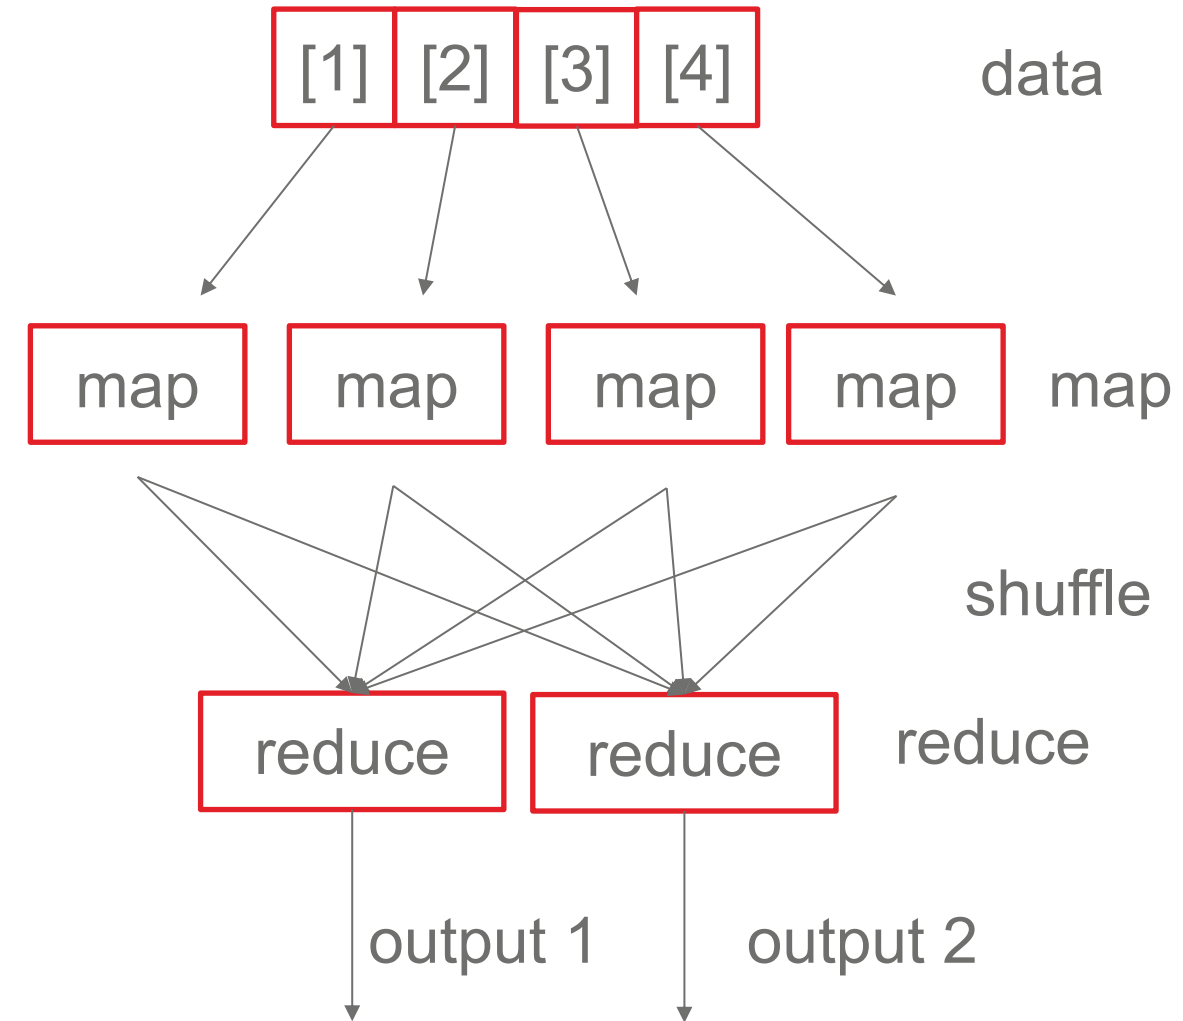 [1] [2] [3] [4] data
map map map map map
shuffle
reduce reduce reduce
output 1 output 2